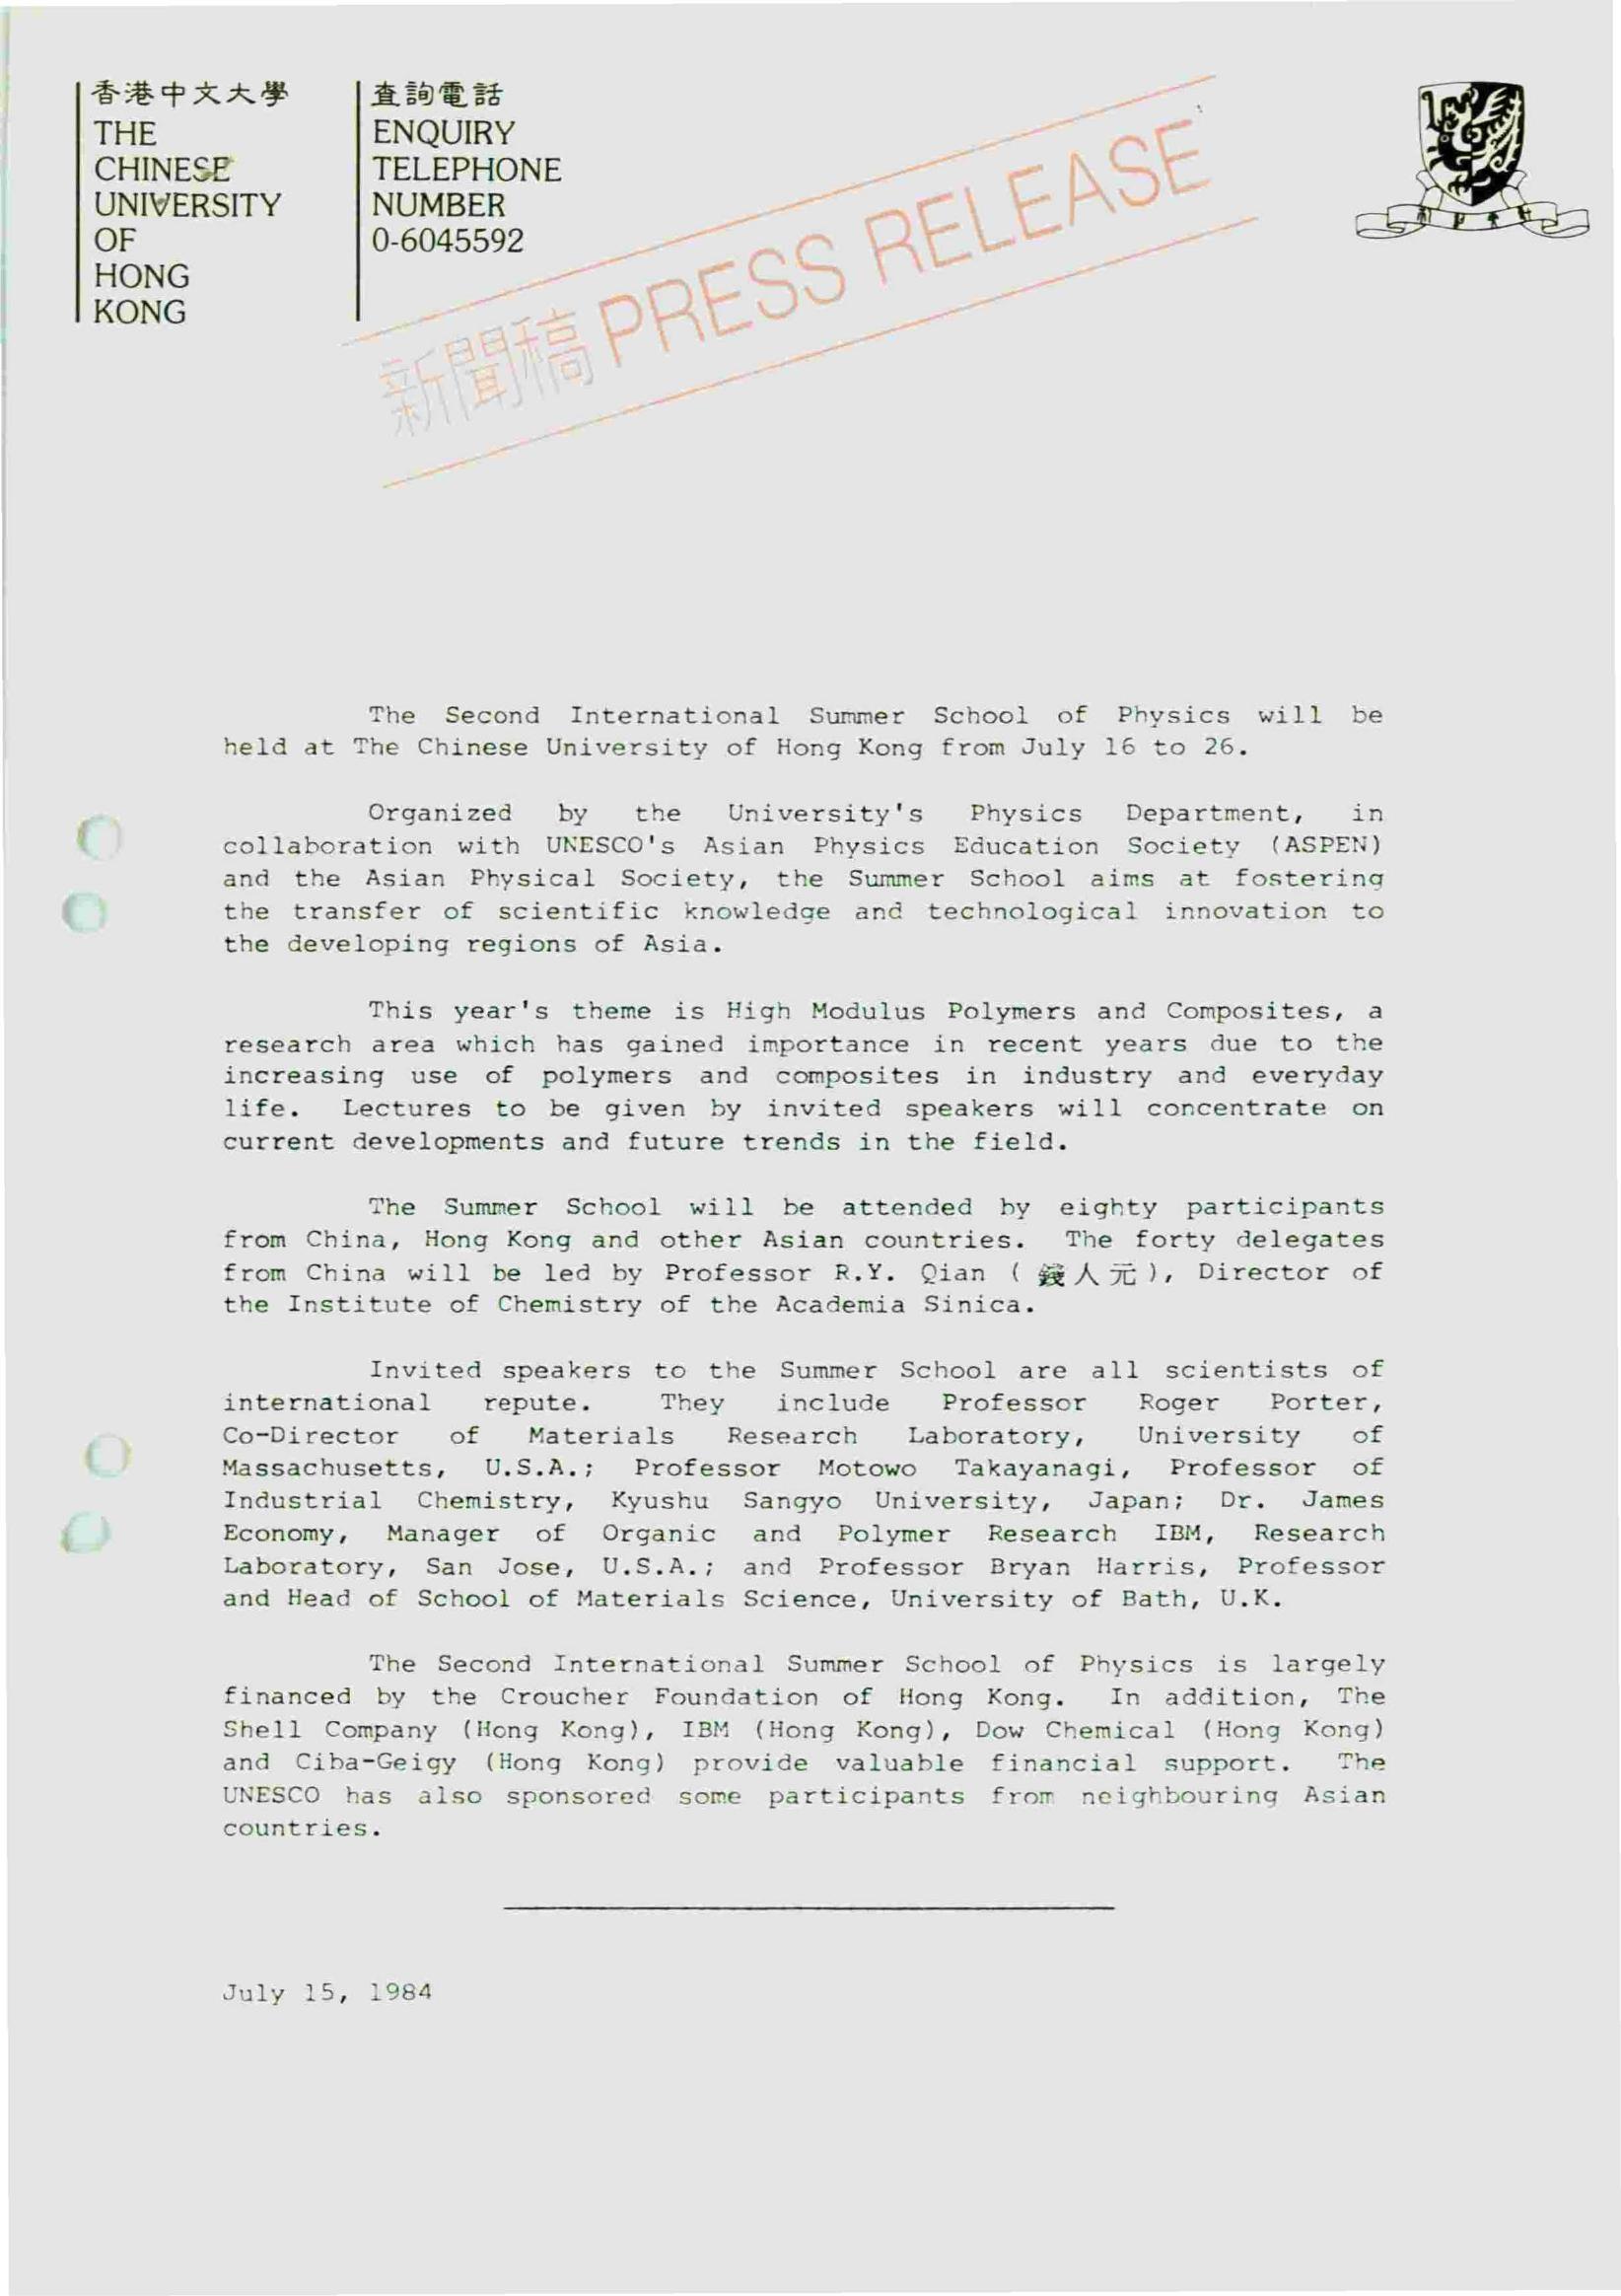 香港中文大學
THE
CHINESE
UNIVERSITY
OF
HONG
KONG
查詢電話
ENQUIRY
TELEPHONE
NUMBER
0-6045592
新聞稿 PRESS RELEASE
The Second International Summer School of Physics will be
held at The Chinese University of Hong Kong from July 16 to 26.
Organized by the University's Physics Department, in
collaboration with UNESCO's Asian Physics Education Society (ASPEN)
and the Asian Physical Society, the Summer School aims at fostering
the transfer of scientific knowledge and technological innovation to
the developing regions of Asia.
This year's theme is High Modulus Polymers and Composites, a
research area which has gained importance in recent years due to the
increasing use of polymers and composites in industry and everyday
life. Lectures to be given by invited speakers will concentrate on
current developments and future trends in the field.
The Summer School will be attended by eighty participants
from China, Hong Kong and other Asian countries. The forty delegates
from China will be led by Professor R.Y. Qian ( 錢人元 ), Director of
the Institute of Chemistry of the Academia Sinica.
Invited speakers to the Summer School are all scientists of
international repute. They include Professor Roger Porter,
Co-Director of Materials Research Laboratory, University of
Massachusetts, U.S.A.; Professor Motowo Takayanagi, Professor of
Industrial Chemistry, Kyushu Sangyo University, Japan; Dr. James
Economy, Manager of Organic and Polymer Research IBM, Research
Laboratory, San Jose, U.S.A.; and Professor Bryan Harris, Professor
and Head of School of Materials Science, University of Bath, U.K.
The Second International Summer School of Physics is largely
financed by the Croucher Foundation of Hong Kong. In addition, The
Shell Company (Hong Kong), IBM (Hong Kong), Dow Chemical (Hong Kong)
and Ciba-Geigy (Hong Kong) provide valuable financial support. The
UNESCO has also sponsored some participants from neighbouring Asian
countries.
July 15, 1984